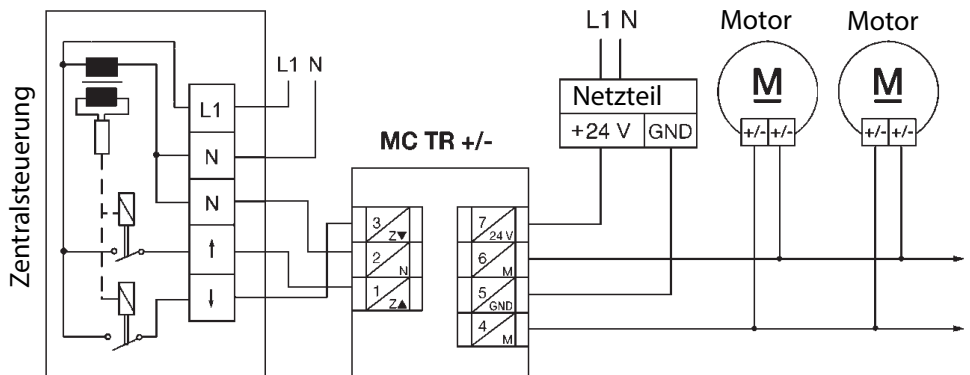 L1 N
Motor
Motor
L1 N
Netzteil
+24 V GND
M
M
+/- +/-
+/- +/-
Zentralsteuerung
L1
N
N
↑
↓
MC TR +/-
3 Z▼
2 N
1 Z▲
7 24 V
6 M
5 GND
4 M